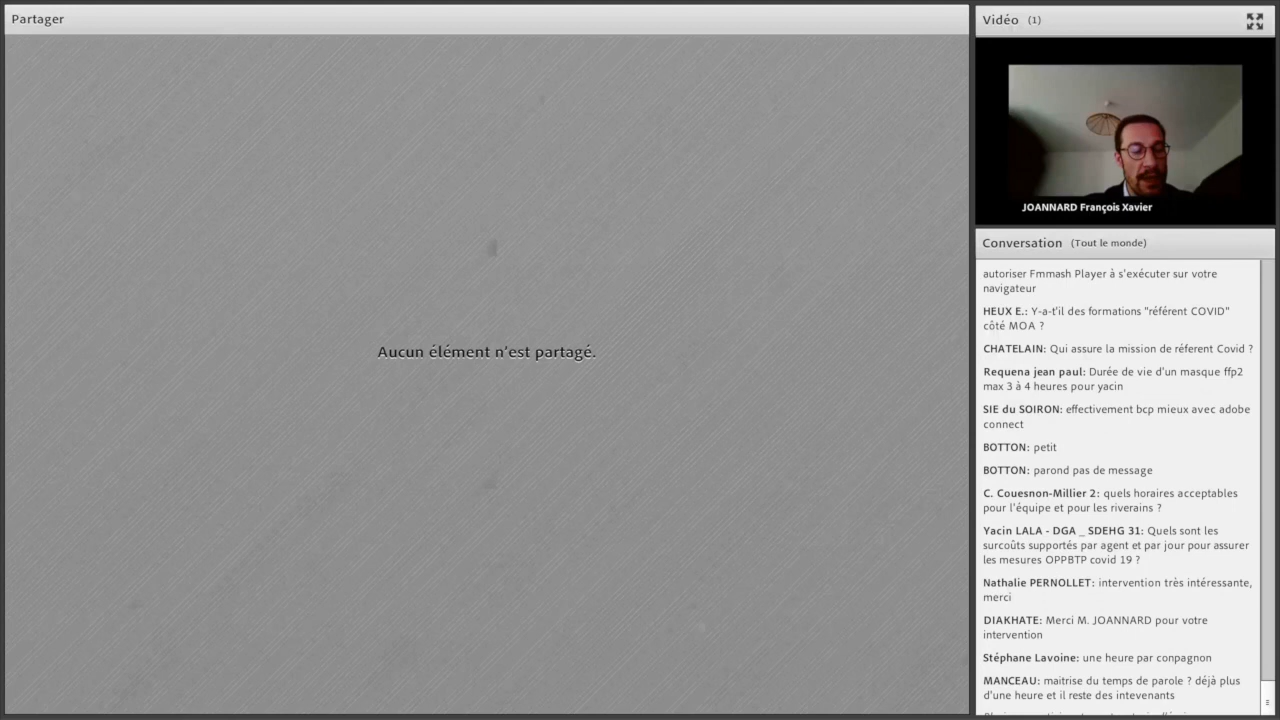 Partager
Aucun élément n'est partagé.
Vidéo (1)
JOANNARD François Xavier
Conversation (Tout le monde)
autoriser Fmmash Player à s'exécuter sur votre
navigateur
HEUX E.: Y-a-t'il des formations "référent COVID"
côté MOA ?
CHATELAIN: Qui assure la mission de réferent Covid ?
Requena jean paul: Durée de vie d'un masque ffp2
max 3 à 4 heures pour yacin
SIE du SOIRON: effectivement bcp mieux avec adobe
connect
BOTTON: petit
BOTTON: parond pas de message
C. Couesnon-Millier 2: quels horaires acceptables
pour l'équipe et pour les riverains ?
Yacin LALA - DGA _ SDEHG 31: Quels sont les
surcoûts supportés par agent et par jour pour assurer
les mesures OPPBTP covid 19 ?
Nathalie PERNOLLET: intervention très intéressante,
merci
DIAKHATE: Merci M. JOANNARD pour votre
intervention
Stéphane Lavoine: une heure par conpagnon
MANCEAU: maitrise du temps de parole ? déjà plus
d'une heure et il reste des intevenants